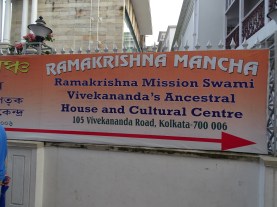 RAMAKRISHNA MANCHA
Ramakrishna Mission Swami
Vivekananda's Ancestral
House and Cultural Centre
105 Vivekananda Road, Kolkata-700 006